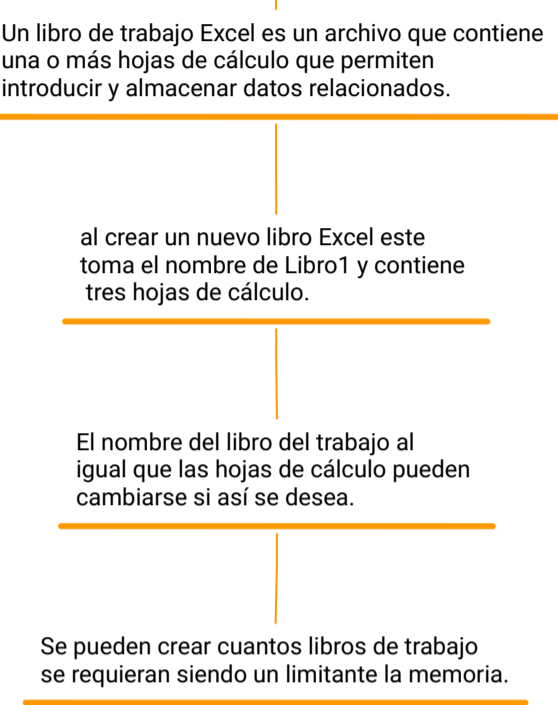 Un libro de trabajo Excel es un archivo que contiene
una o más hojas de cálculo que permiten
introducir y almacenar datos relacionados.
al crear un nuevo libro Excel este
toma el nombre de Libro1 y contiene
tres hojas de cálculo.
El nombre del libro del trabajo al
igual que las hojas de cálculo pueden
cambiarse si así se desea.
Se pueden crear cuantos libros de trabajo
se requieran siendo un limitante la memoria.